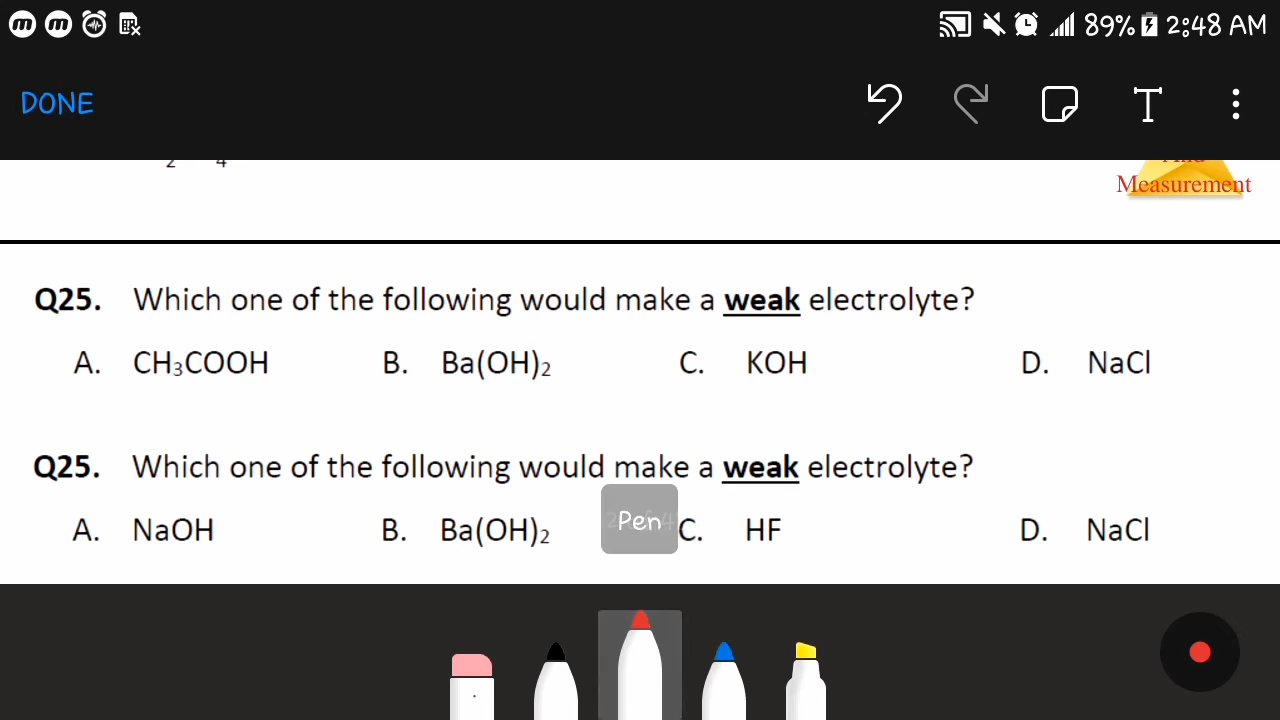 89% 2:48 AM
DONE
T
2 4
Measurement
Q25. Which one of the following would make a weak electrolyte?
A. CH₃COOH B. Ba(OH)₂ C. KOH D. NaCl
Q25. Which one of the following would make a weak electrolyte?
A. NaOH B. Ba(OH)₂ C. HF D. NaCl
Pen